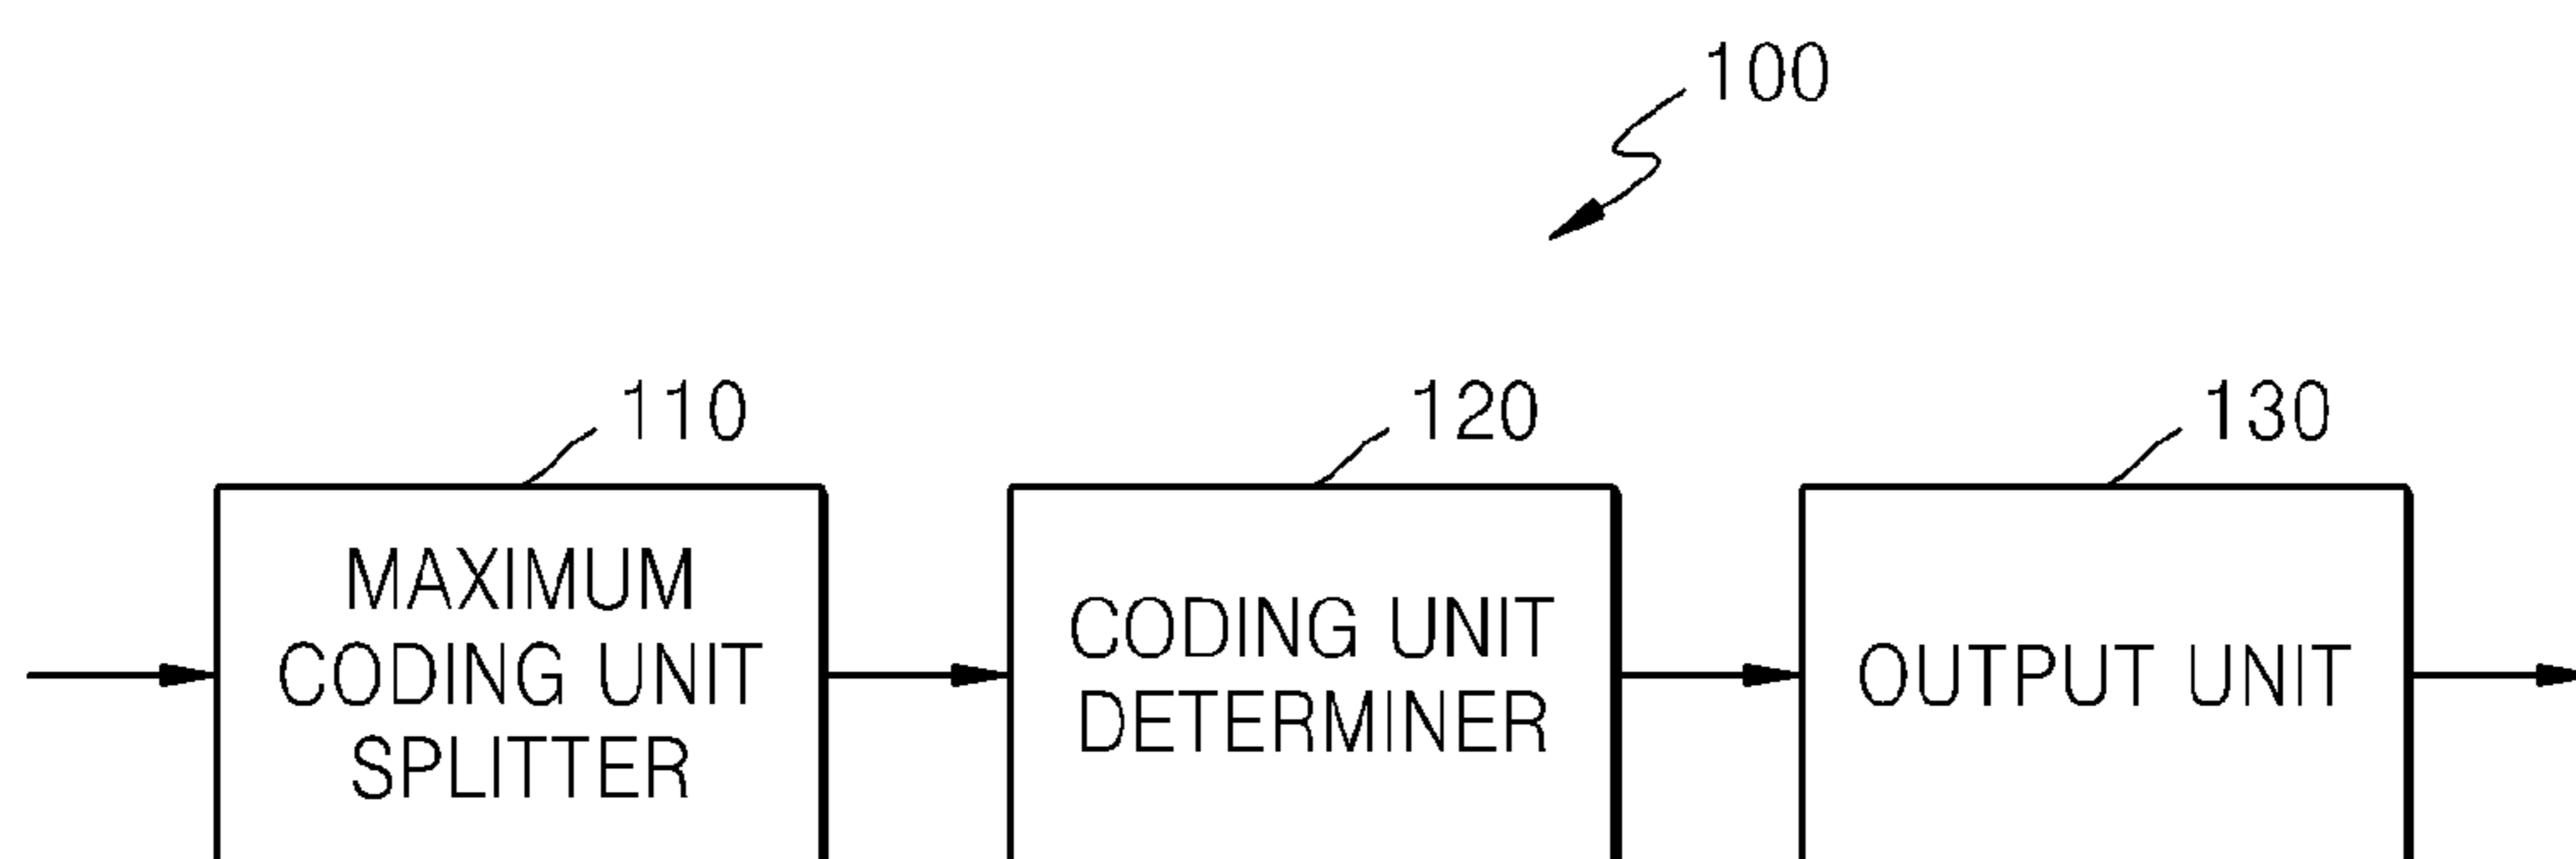 100
110
120
130
MAXIMUM
CODING UNIT
SPLITTER
CODING UNIT
DETERMINER
OUTPUT UNIT